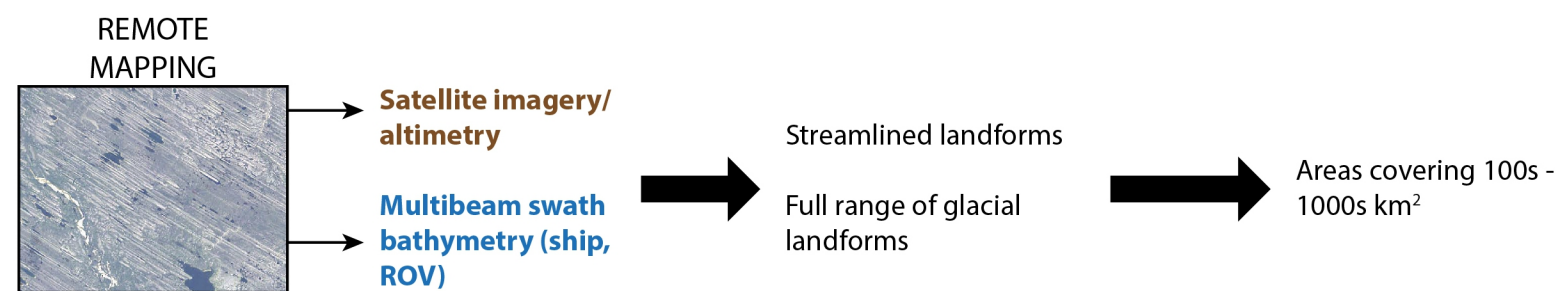 REMOTE
MAPPING
Satellite imagery/
altimetry
Multibeam swath
bathymetry (ship,
ROV)
Streamlined landforms
Full range of glacial
landforms
Areas covering 100s -
1000s km²